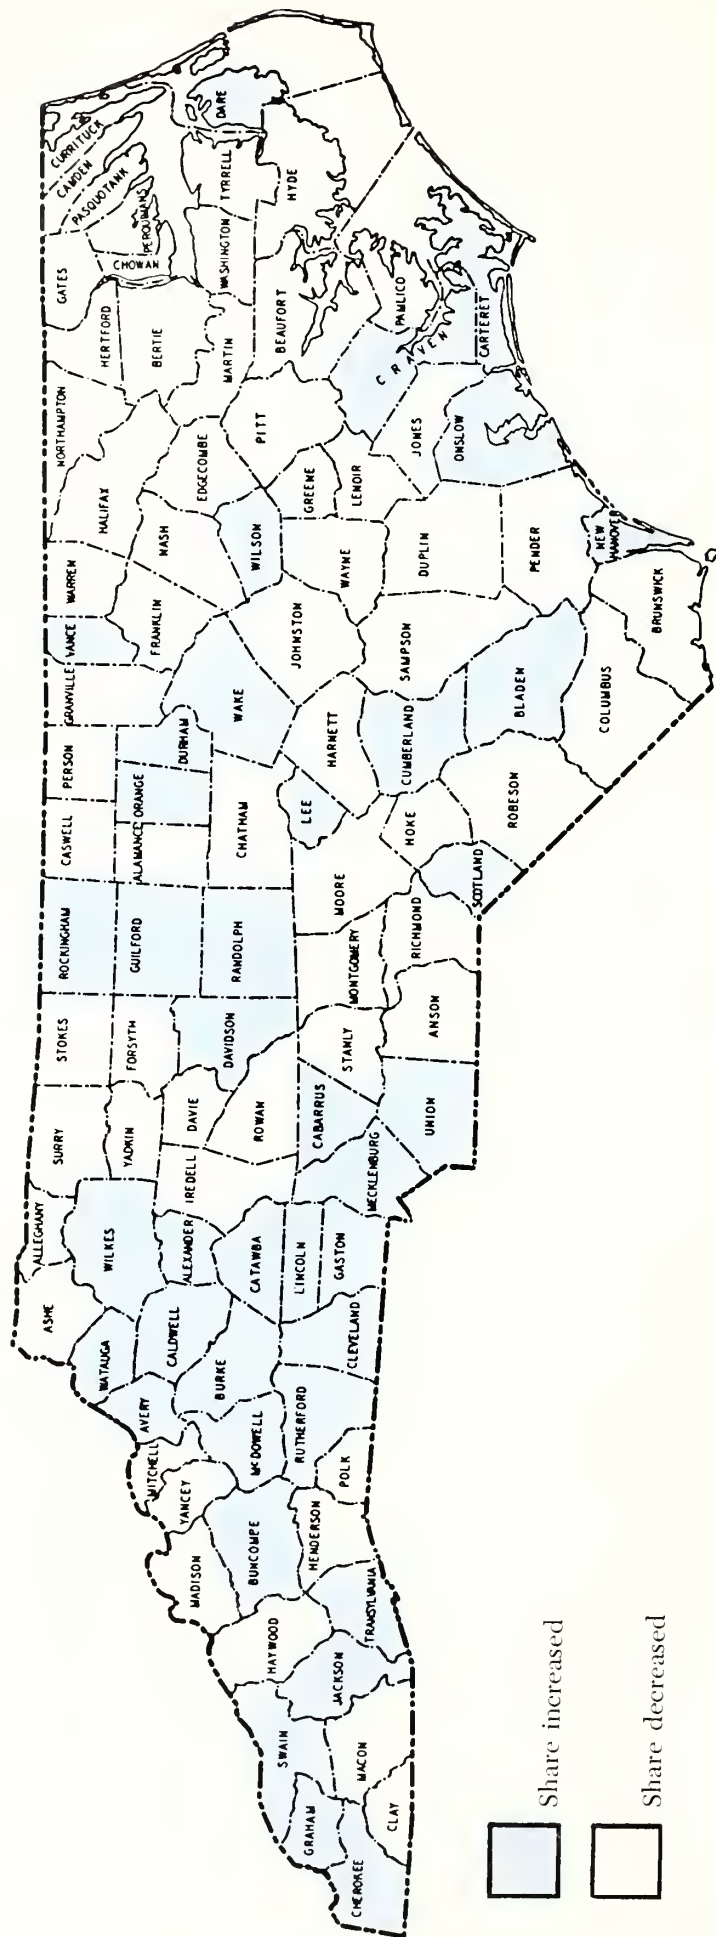 CHEROKEE
GRAHAM
CLAY
SWAIN
MACON
JACKSON
HAYWOOD
TRANSYLVANIA
MADISON
BUNCOMPE
HENDERSON
YANCEY
MITCHELL
McDOWELL
RUTHERFORD
POLK
AVERY
BURKE
CLEVELAND
WATAUGA
CALDWELL
ASHE
ALLEGHANY
WILKES
ALEXANDER
CATAWBA
LINCOLN
GASTON
SURRY
YADKIN
IREDELL
DAVIE
ROWAN
CABARRUS
MECKLENBURG
STOKES
FORSYTH
DAVIDSON
STANLY
UNION
ANSON
ROCKINGHAM
GUILFORD
RANDOLPH
MONTGOMERY
RICHMOND
CASWELL
ALAMANCE
ORANGE
CHATHAM
MOORE
LEE
HOKE
SCOTLAND
PERSON
DURHAM
GRANVILLE
VANCE
WAKE
HARNETT
CUMBERLAND
ROBESON
WARREN
FRANKLIN
JOHNSTON
SAMPSON
BLADEN
COLUMBUS
NORTHAMPTON
HALIFAX
NASH
WILSON
WAYNE
DUPLIN
PENDER
NEW
HANOVER
BRUNSWICK
EDGECOMBE
GREENE
LENOIR
JONES
ONSLOW
HERTFORD
BERTIE
MARTIN
PITT
CRAVEN
GATES
CHOWAN
PERQUIMANS
PASQUOTANK
CAMDEN
CURRITUCK
WASHINGTON
TYRRELL
DARE
BEAUFORT
HYDE
PAMLICO
CARTERET
Share increased
Share decreased